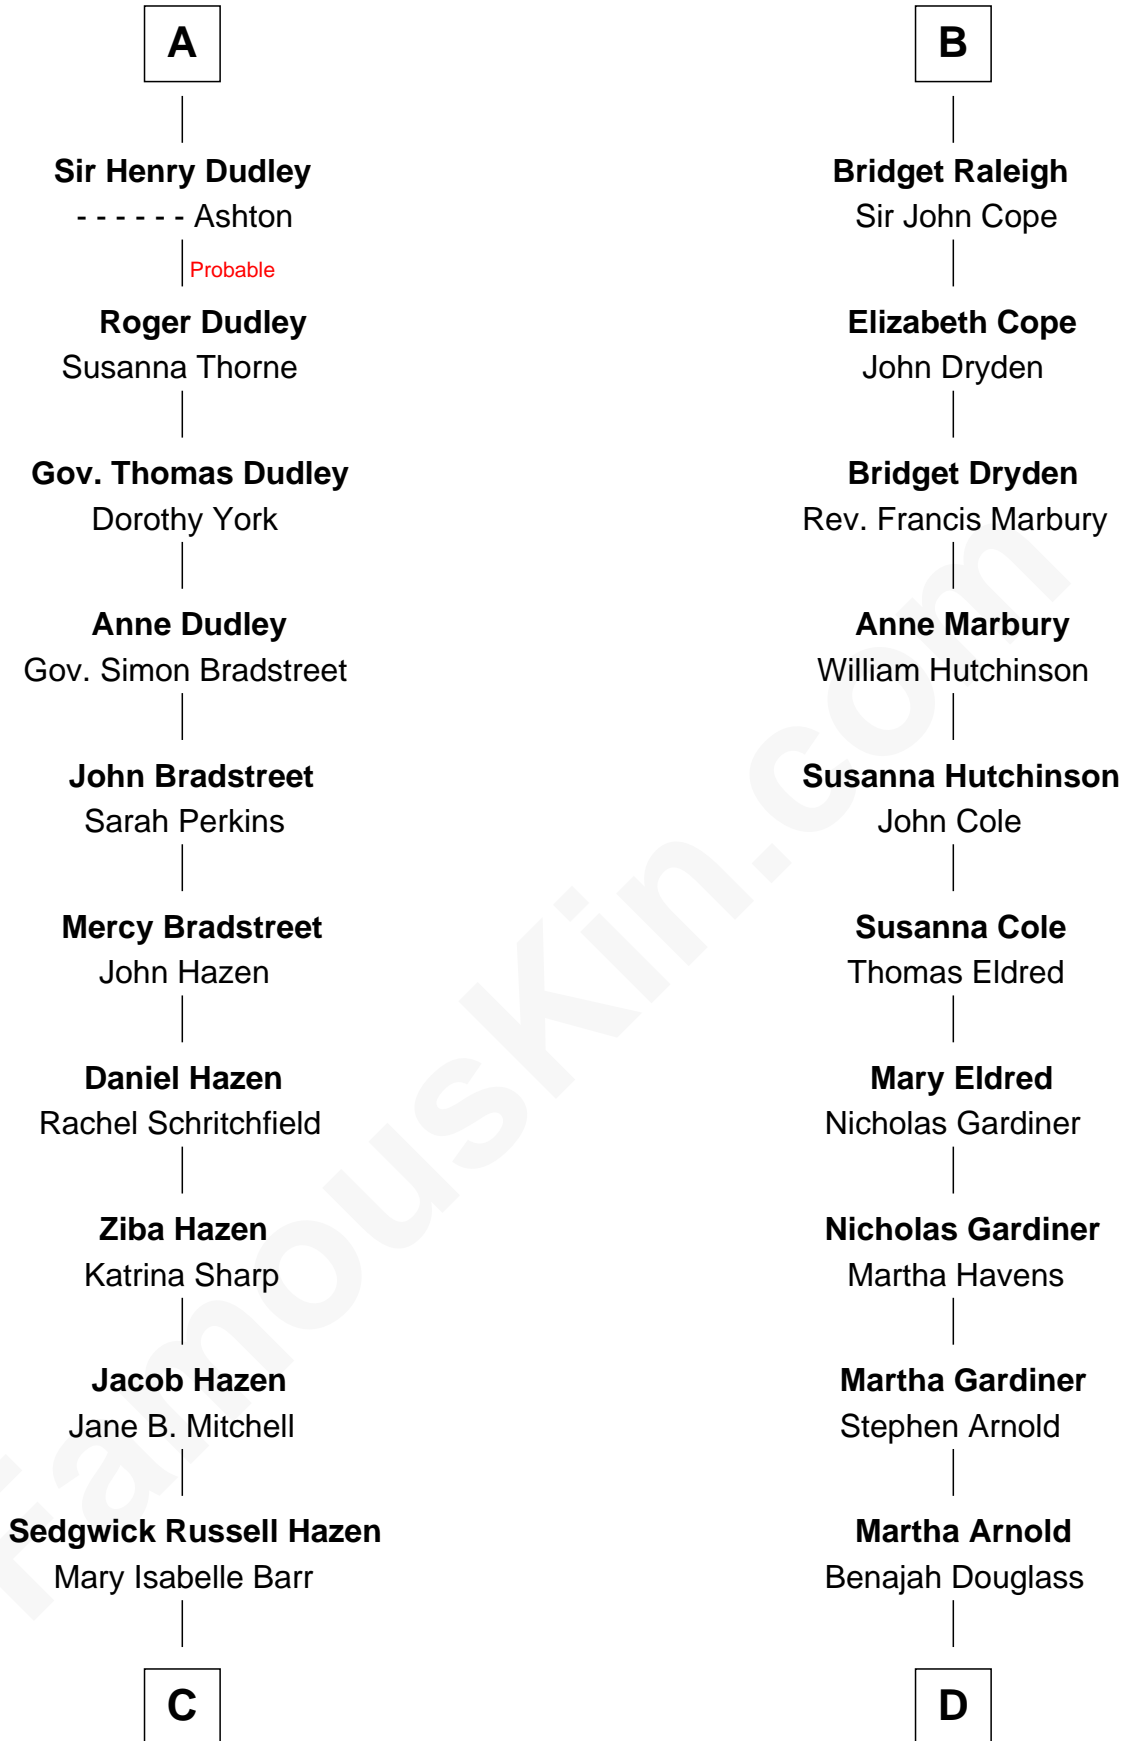 A
Sir Henry Dudley
- - - - - - Ashton
Probable
Roger Dudley
Susanna Thorne
Gov. Thomas Dudley
Dorothy York
Anne Dudley
Gov. Simon Bradstreet
John Bradstreet
Sarah Perkins
Mercy Bradstreet
John Hazen
Daniel Hazen
Rachel Schritchfield
Ziba Hazen
Katrina Sharp
Jacob Hazen
Jane B. Mitchell
Sedgwick Russell Hazen
Mary Isabelle Barr
C
B
Bridget Raleigh
Sir John Cope
Elizabeth Cope
John Dryden
Bridget Dryden
Rev. Francis Marbury
Anne Marbury
William Hutchinson
Susanna Hutchinson
John Cole
Susanna Cole
Thomas Eldred
Mary Eldred
Nicholas Gardiner
Nicholas Gardiner
Martha Havens
Martha Gardiner
Stephen Arnold
Martha Arnold
Benajah Douglass
D
FamousKin.com